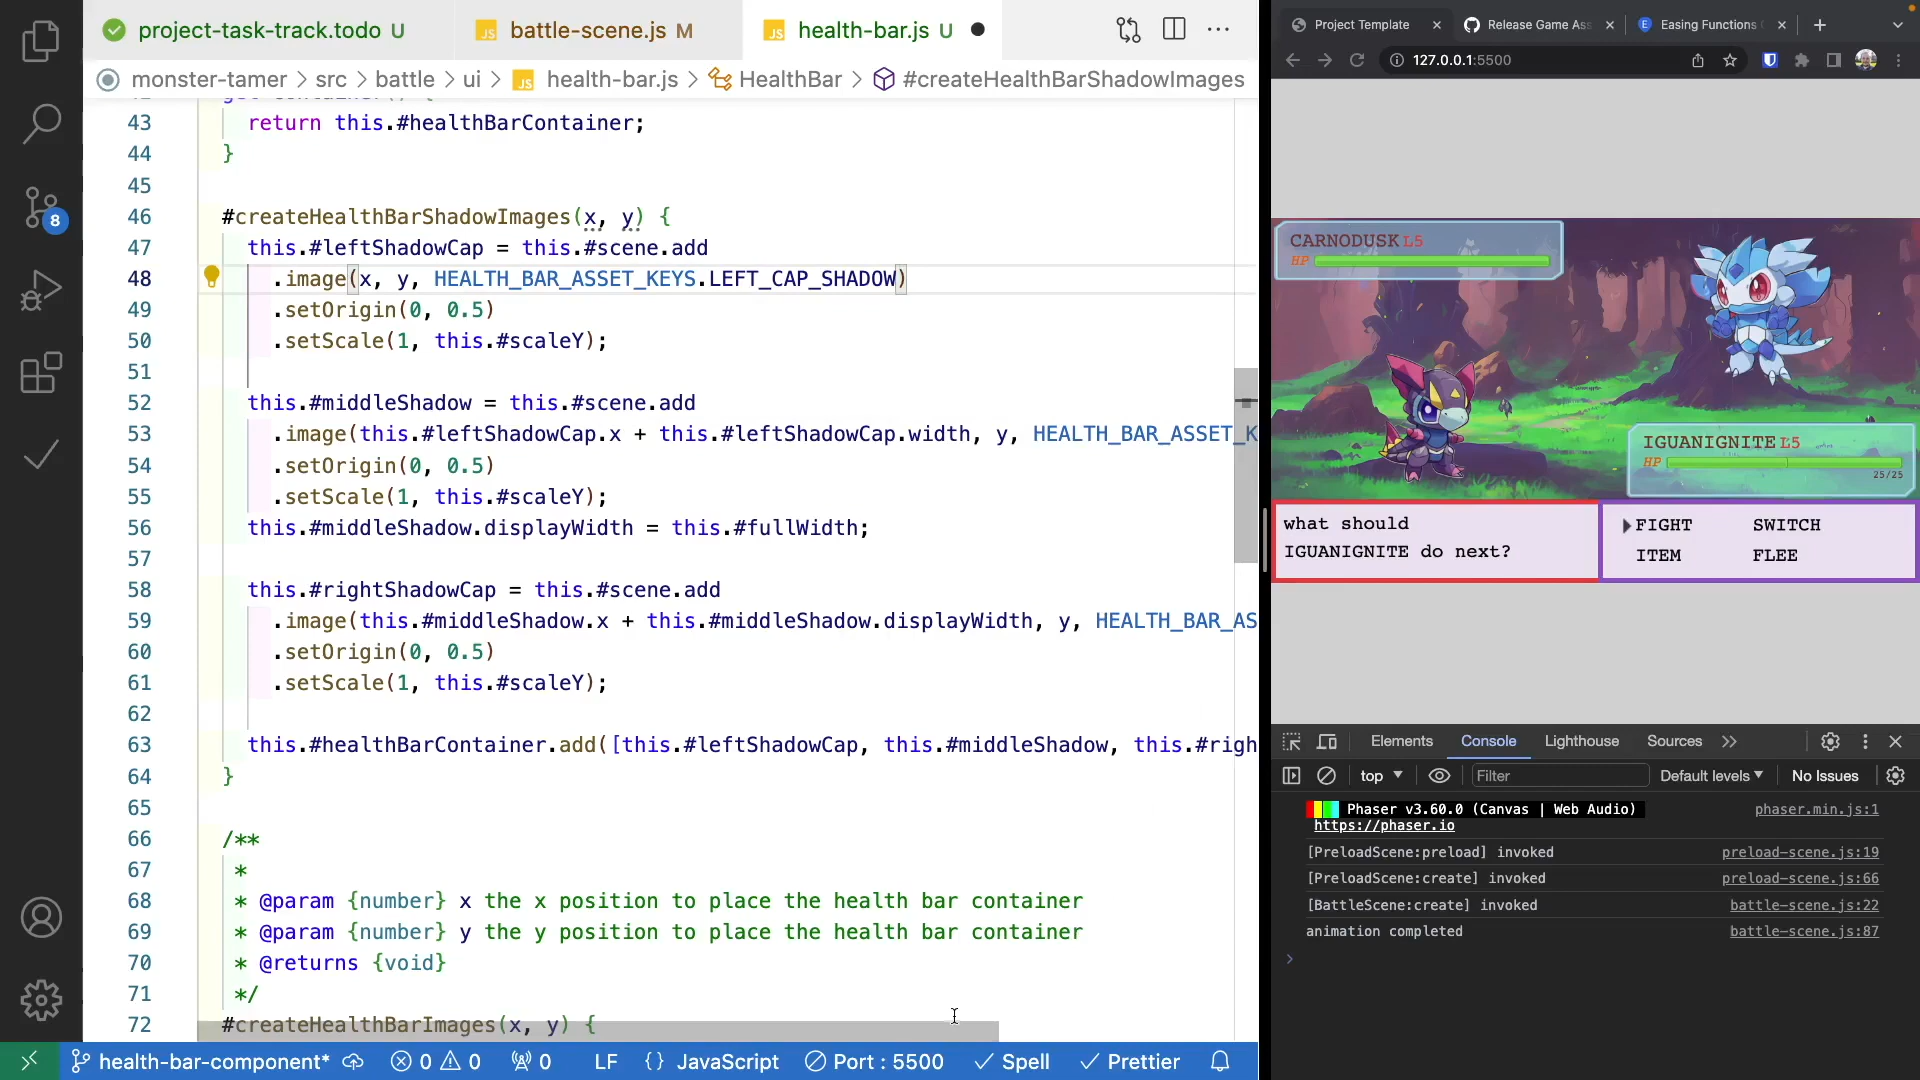 project-task-track.todo U
battle-scene.js M
health-bar.js U
monster-tamer > src > battle > ui > health-bar.js > HealthBar > #createHealthBarShadowImages
43 return this.#healthBarContainer;
44 }
45
46 #createHealthBarShadowImages(x, y) {
47 this.#leftShadowCap = this.#scene.add
48 .image(x, y, HEALTH_BAR_ASSET_KEYS.LEFT_CAP_SHADOW)
49 .setOrigin(0, 0.5)
50 .setScale(1, this.#scaleY);
51
52 this.#middleShadow = this.#scene.add
53 .image(this.#leftShadowCap.x + this.#leftShadowCap.width, y, HEALTH_BAR_ASSET_K
54 .setOrigin(0, 0.5)
55 .setScale(1, this.#scaleY);
56 this.#middleShadow.displayWidth = this.#fullWidth;
57
58 this.#rightShadowCap = this.#scene.add
59 .image(this.#middleShadow.x + this.#middleShadow.displayWidth, y, HEALTH_BAR_AS
60 .setOrigin(0, 0.5)
61 .setScale(1, this.#scaleY);
62
63 this.#healthBarContainer.add([this.#leftShadowCap, this.#middleShadow, this.#righ
64 }
65
66 /**
67 *
68 * @param {number} x the x position to place the health bar container
69 * @param {number} y the y position to place the health bar container
70 * @returns {void}
71 */
72 #createHealthBarImages(x, y) {
8
health-bar-component* 0 0 0 LF {} JavaScript Port : 5500 Spell Prettier
Project Template
Release Game Ass
Easing Functions
127.0.0.1:5500
CARNODUSK L5
HP
IGUANIGNITE L5
HP
25/25
what should
IGUANIGNITE do next?
FIGHT SWITCH
ITEM FLEE
Elements Console Lighthouse Sources
top Filter Default levels No Issues
Phaser v3.60.0 (Canvas | Web Audio) phaser.min.js:1
https://phaser.io
[PreloadScene:preload] invoked preload-scene.js:19
[PreloadScene:create] invoked preload-scene.js:66
[BattleScene:create] invoked battle-scene.js:22
animation completed battle-scene.js:87